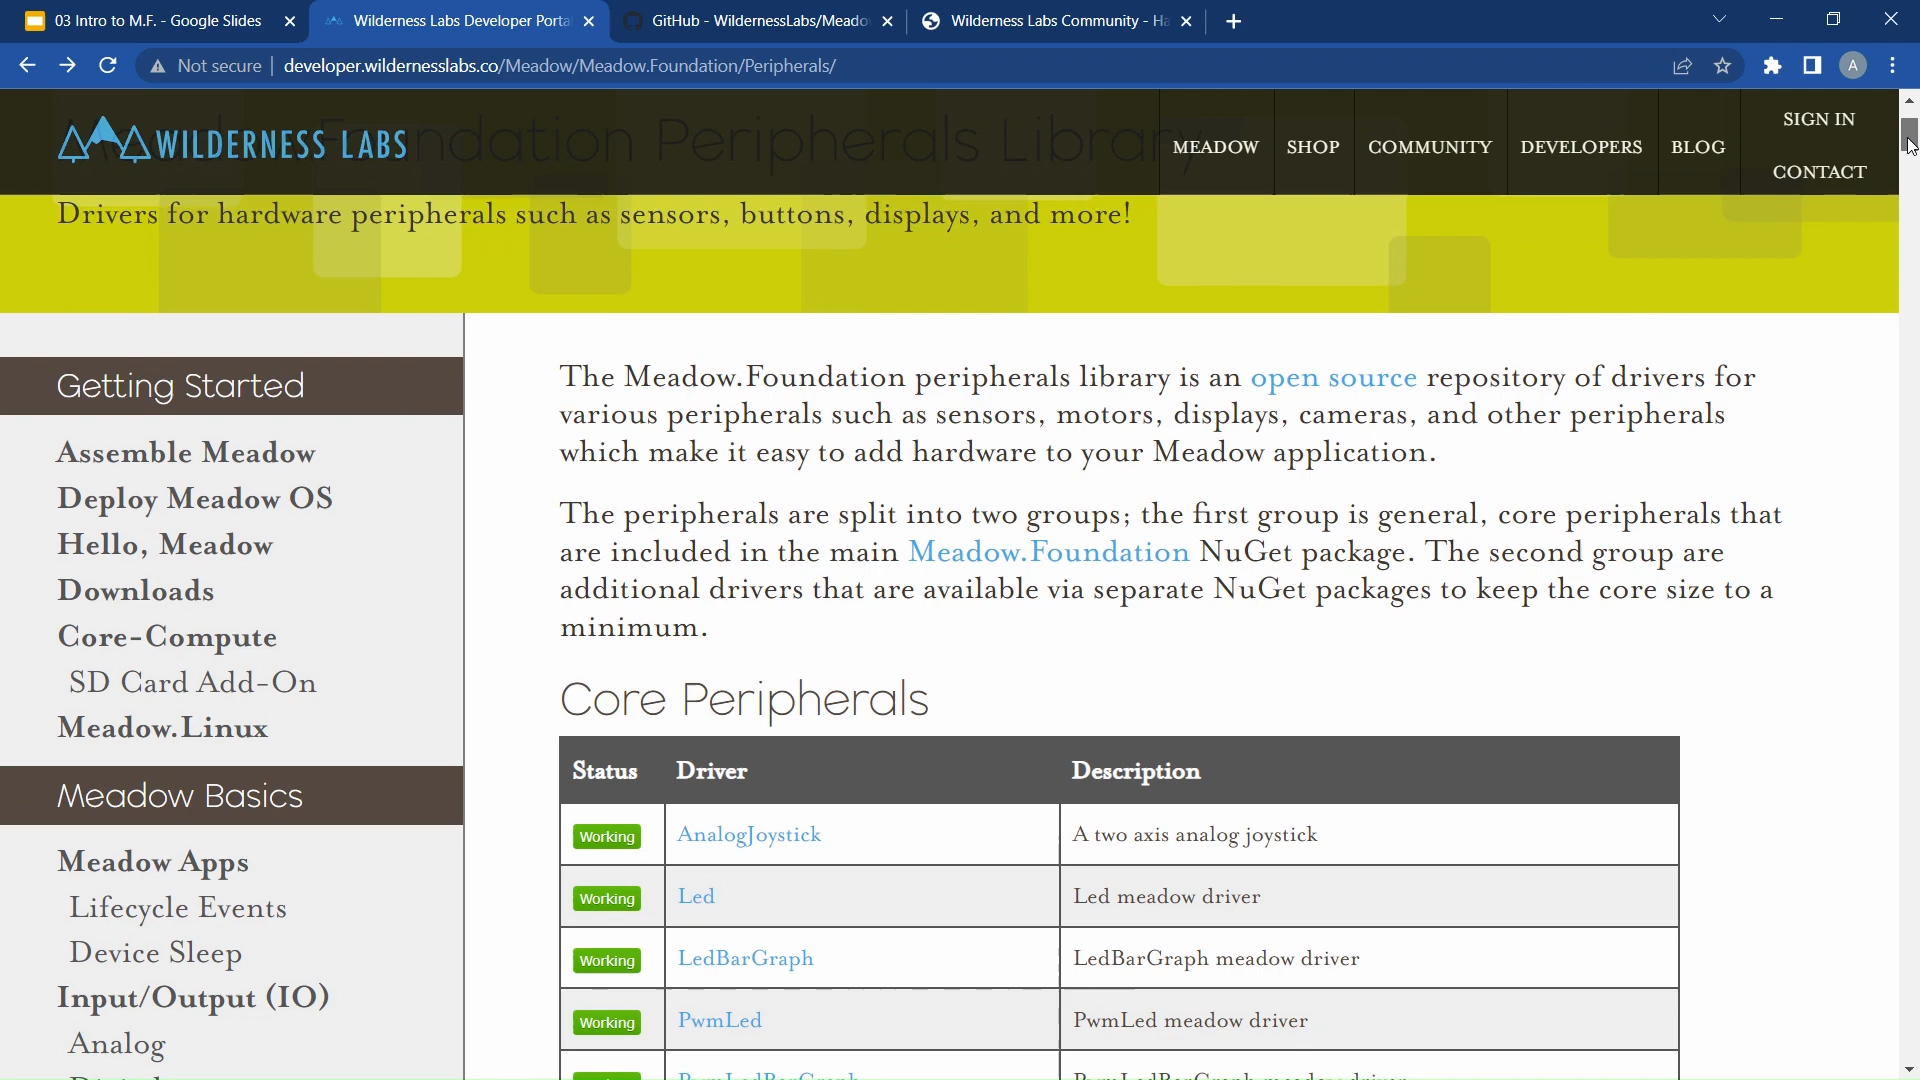 03 Intro to M.F. - Google Slides
Wilderness Labs Developer Porta
GitHub - WildernessLabs/Meado
Wilderness Labs Community - Ha
Not secure
developer.wildernesslabs.co/Meadow/Meadow.Foundation/Peripherals/
A
WILDERNESS LABS
Meadow.Foundation Peripherals Library
MEADOW
SHOP
COMMUNITY
DEVELOPERS
BLOG
SIGN IN
CONTACT
Drivers for hardware peripherals such as sensors, buttons, displays, and more!
Getting Started
Assemble Meadow
Deploy Meadow OS
Hello, Meadow
Downloads
Core-Compute
SD Card Add-On
Meadow.Linux
Meadow Basics
Meadow Apps
Lifecycle Events
Device Sleep
Input/Output (IO)
Analog
The Meadow.Foundation peripherals library is an open source repository of drivers for
various peripherals such as sensors, motors, displays, cameras, and other peripherals
which make it easy to add hardware to your Meadow application.
The peripherals are split into two groups; the first group is general, core peripherals that
are included in the main Meadow.Foundation NuGet package. The second group are
additional drivers that are available via separate NuGet packages to keep the core size to a
minimum.
Core Peripherals
Status Driver Description
Working AnalogJoystick A two axis analog joystick
Working Led Led meadow driver
Working LedBarGraph LedBarGraph meadow driver
Working PwmLed PwmLed meadow driver
PwmLedBarGraph PwmLedBarGraph meadow driver